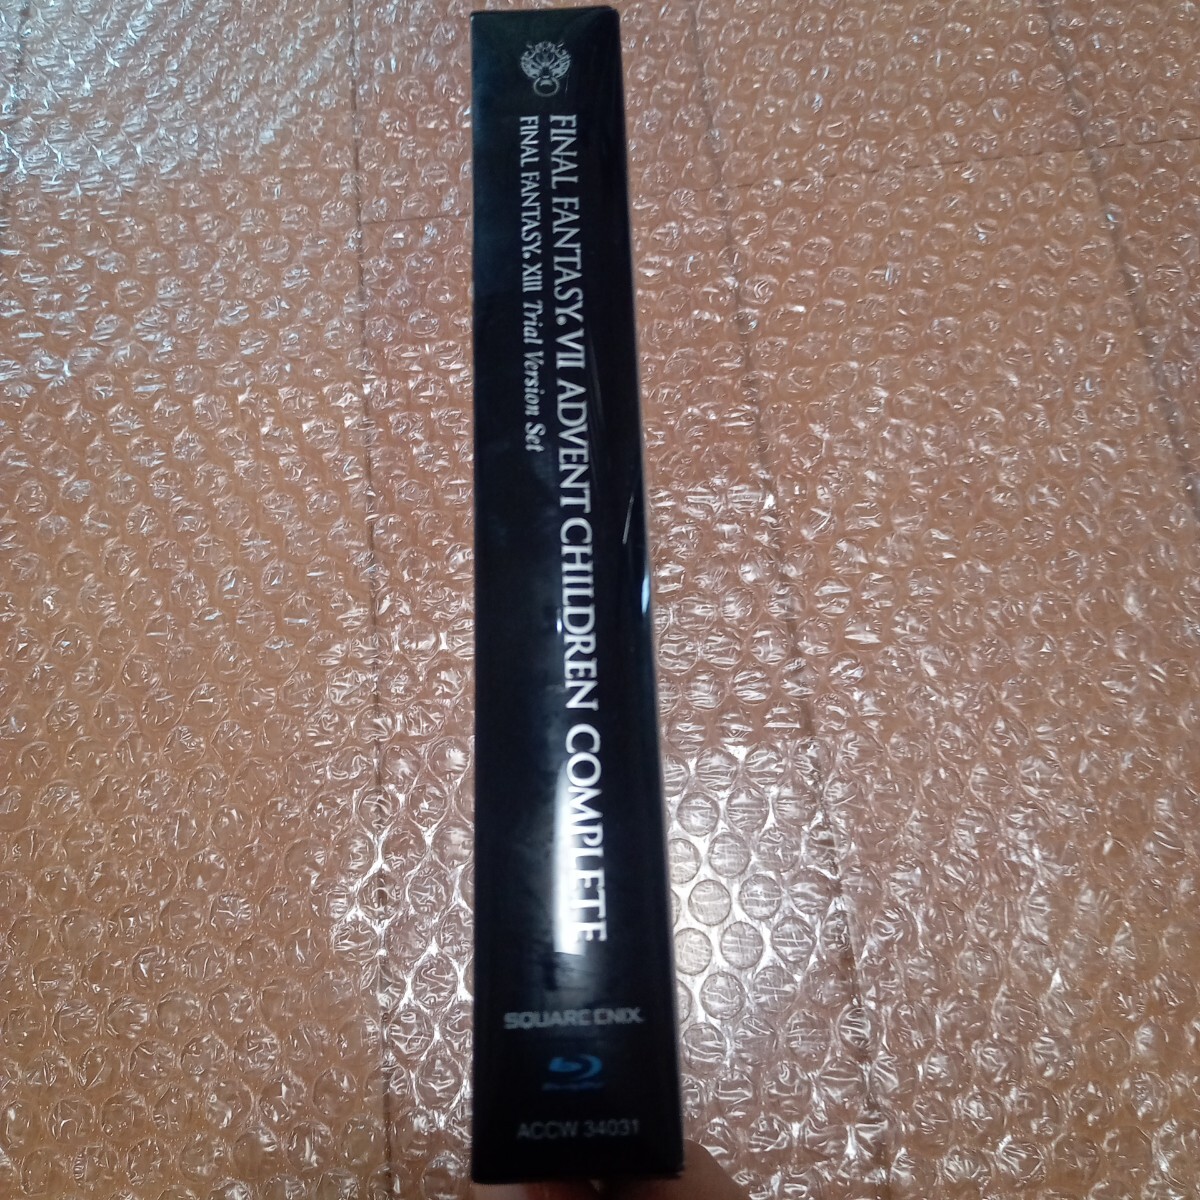 FINAL FANTASY. VII ADVENT CHILDREN COMPLETE
FINAL FANTASY. XIII Trial Version Set
SQUARE ENIX.
ACCW 34031